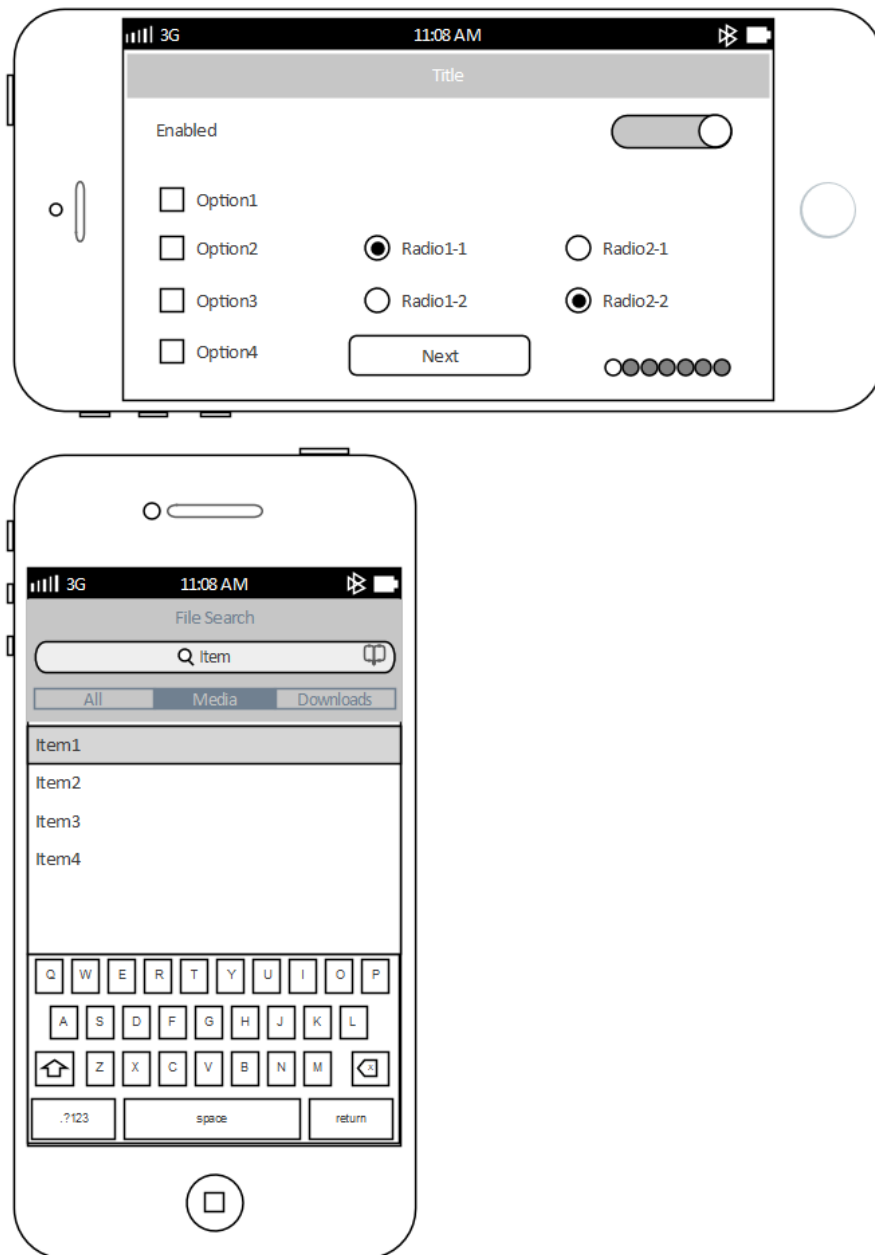 3G 11:08 AM
Title
Enabled
Option1
Option2 Radio1-1 Radio2-1
Option3 Radio1-2 Radio2-2
Option4 Next
3G 11:08 AM
File Search
Item
All Media Downloads
Item1
Item2
Item3
Item4
Q W E R T Y U I O P
A S D F G H J K L
Z X C V B N M X
.?123 space return